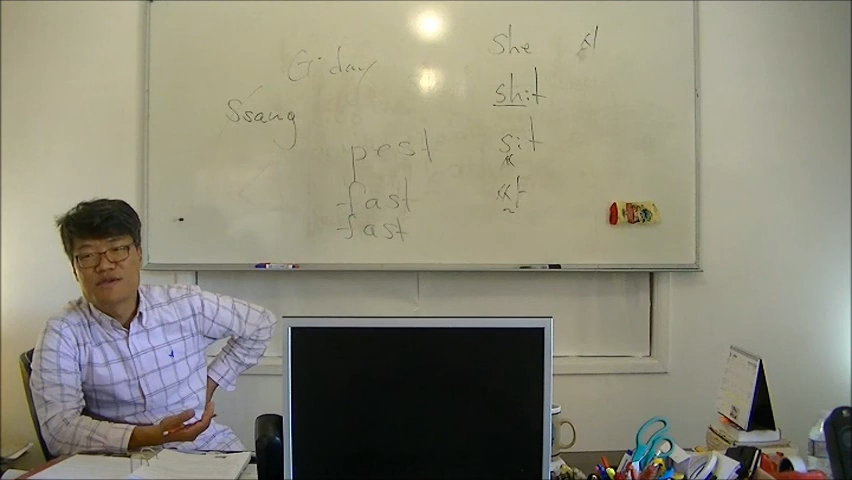 G'day
Ssang
pest
fast
fast
she
shit
sit
ㅆ